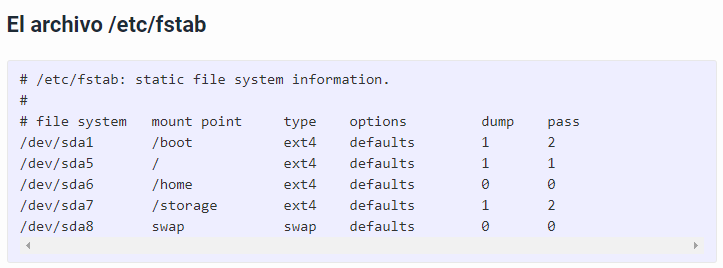 El archivo /etc/fstab
# /etc/fstab: static file system information.
#
# file system   mount point     type    options         dump    pass
/dev/sda1       /boot           ext4    defaults        1       2
/dev/sda5       /               ext4    defaults        1       1
/dev/sda6       /home           ext4    defaults        0       0
/dev/sda7       /storage        ext4    defaults        1       2
/dev/sda8       swap            swap    defaults        0       0